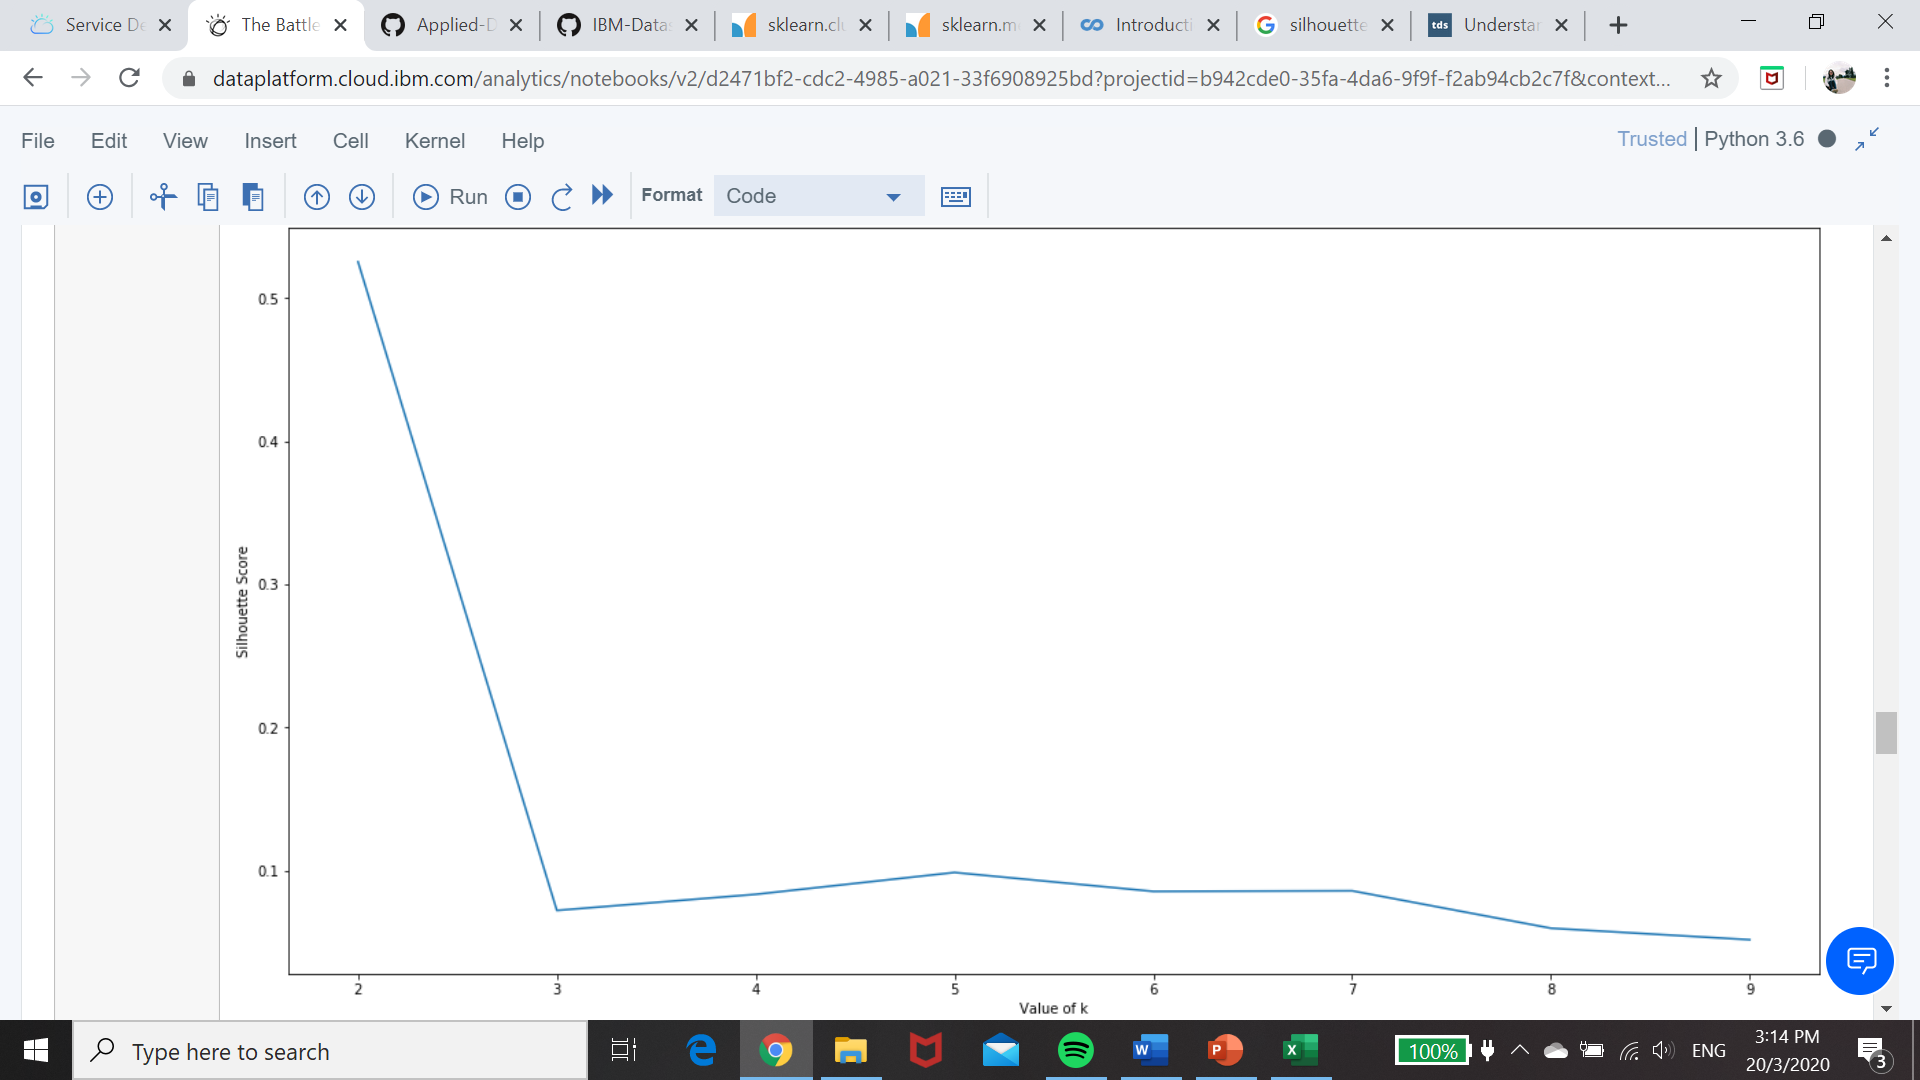 Service De
The Battle
Applied-D
IBM-Datas
sklearn.clu
sklearn.me
Introducti
silhouette
tds Understan
dataplatform.cloud.ibm.com/analytics/notebooks/v2/d2471bf2-cdc2-4985-a021-33f6908925bd?projectid=b942cde0-35fa-4da6-9f9f-f2ab94cb2c7f&context...
File Edit View Insert Cell Kernel Help
Trusted | Python 3.6
Run
Format
Code
0.5
0.4
0.3
0.2
0.1
Silhouette Score
2 3 4 5 6 7 8 9
Value of k
Type here to search
W
P
X
100%
ENG
3:14 PM
20/3/2020
3